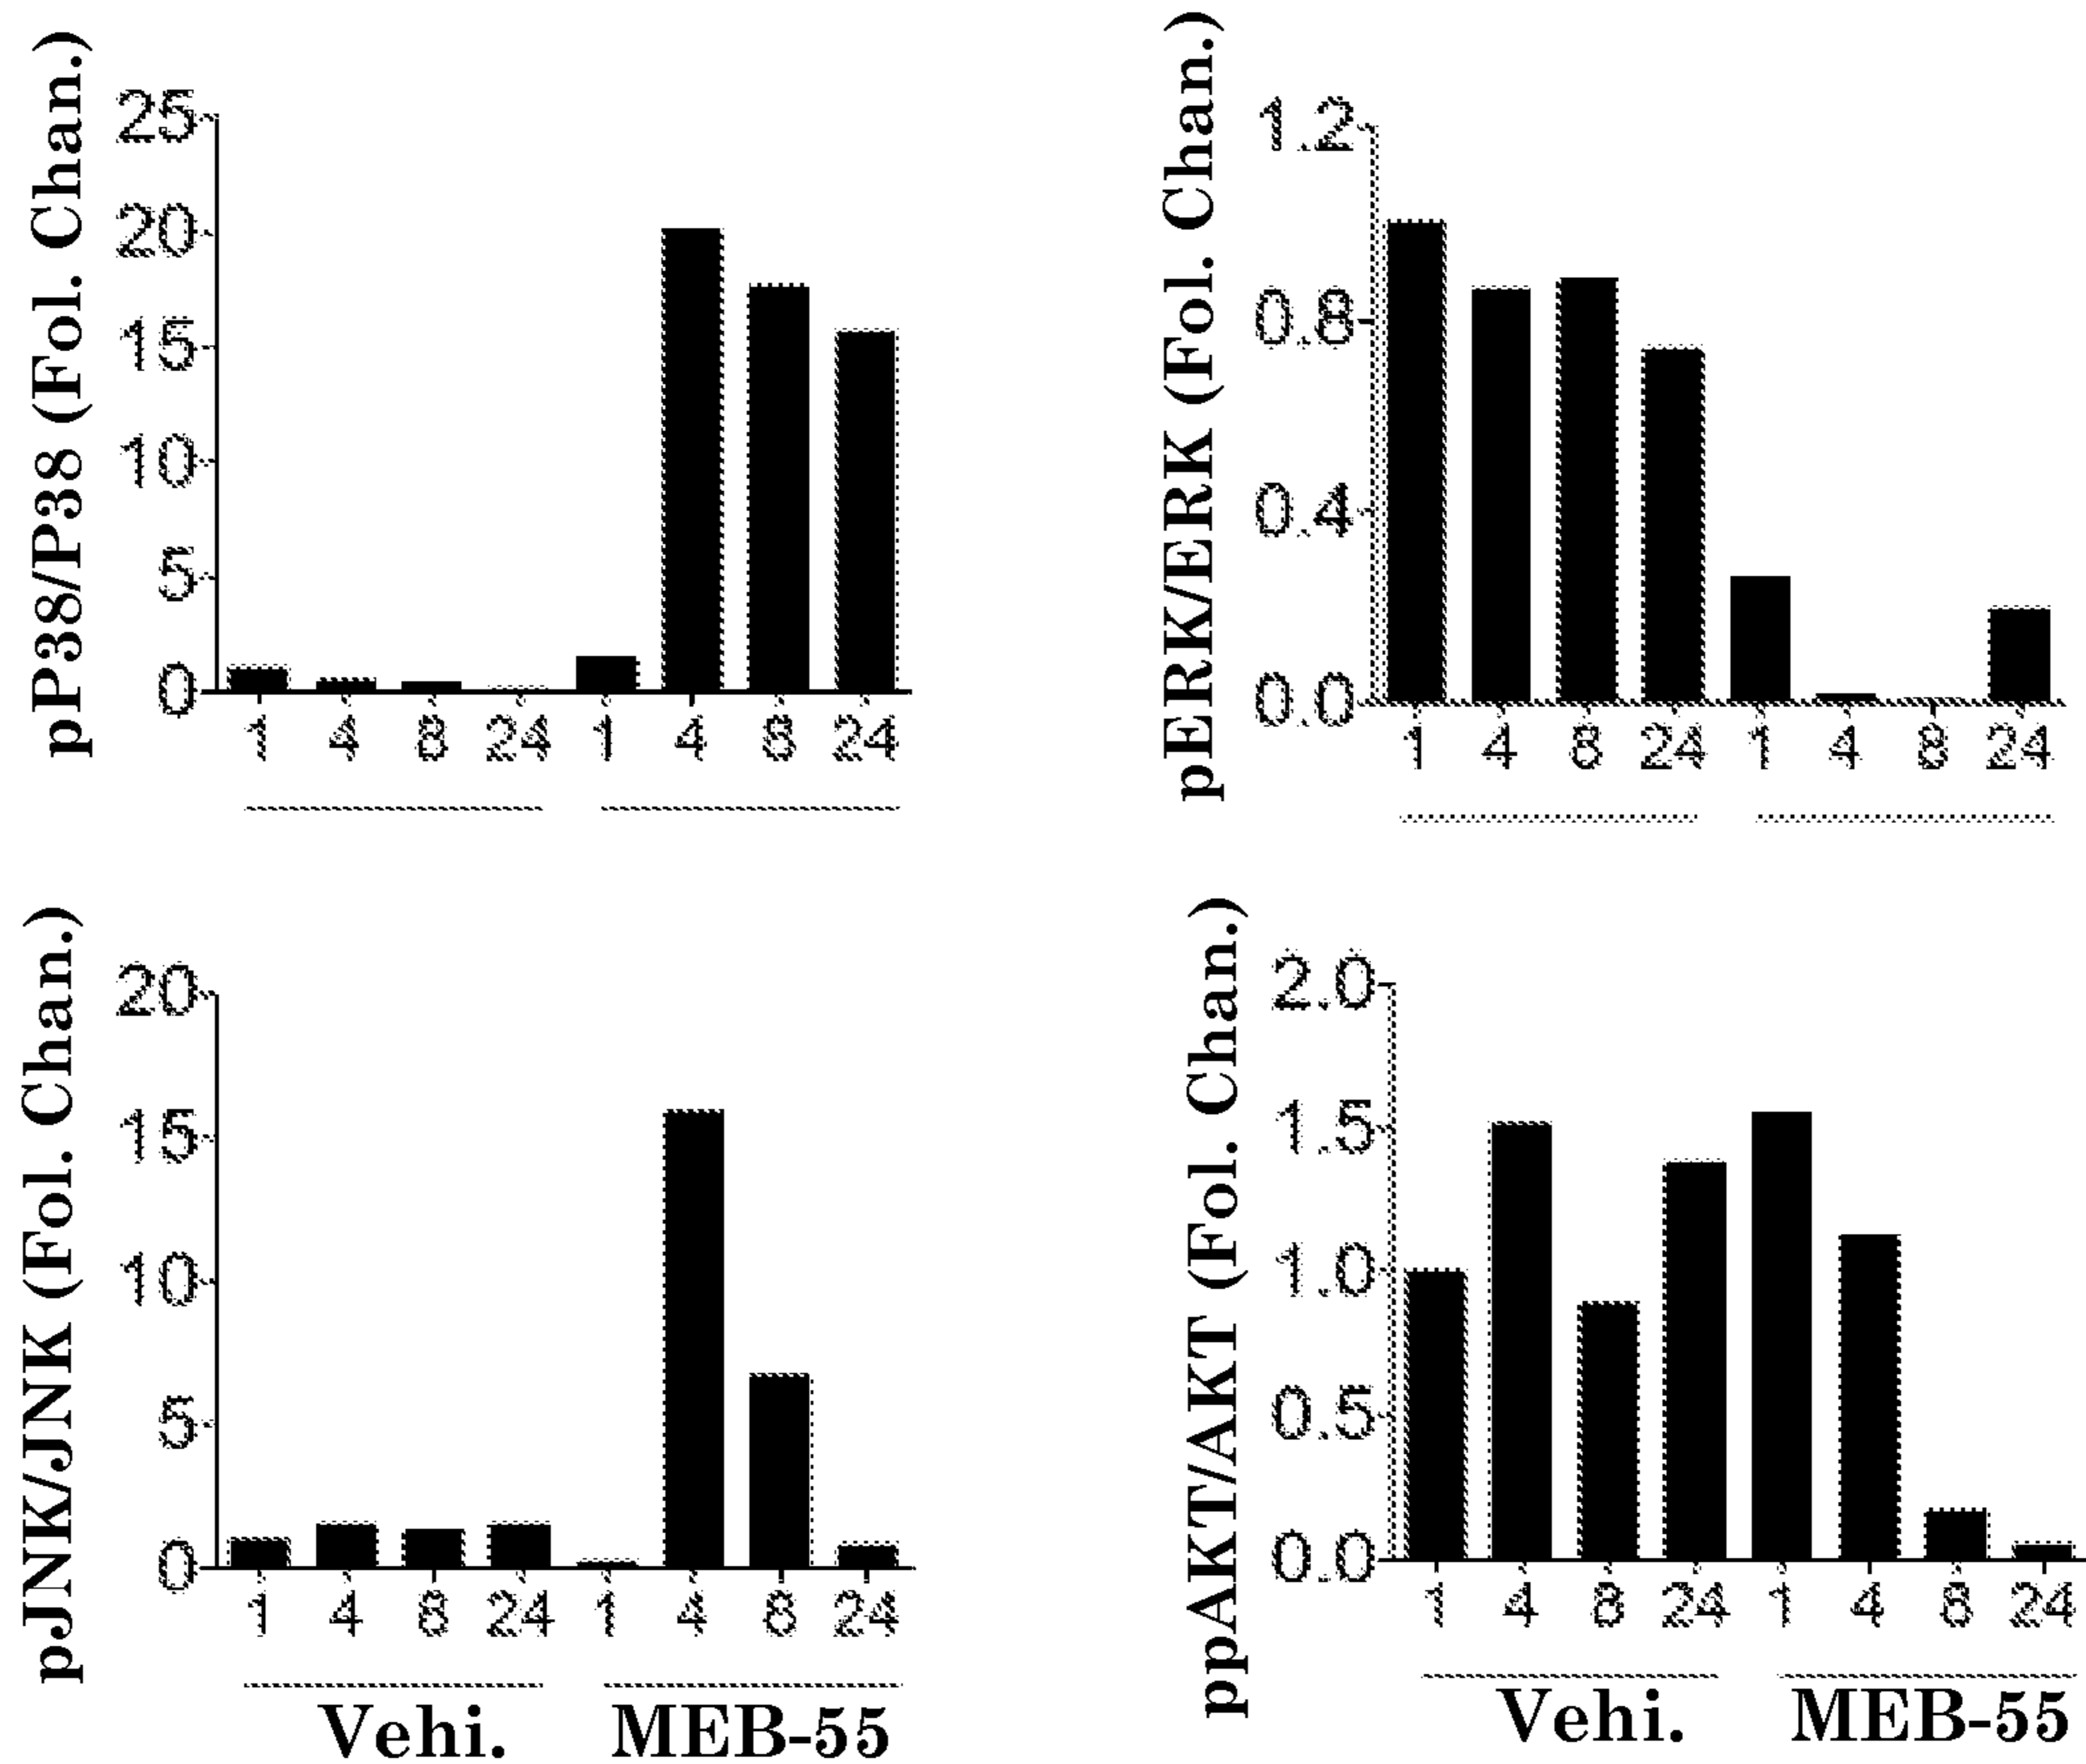 pP38/P38 (Fol. Chan.)
25
20
15
10
5
0
1 4 8 24 1 4 8 24
pERK/ERK (Fol. Chan.)
1.2
0.8
0.4
0.0
1 4 8 24 1 4 8 24
pJNK/JNK (Fol. Chan.)
20
15
10
5
0
1 4 8 24 1 4 8 24
Vehi. MEB-55
ppAKT/AKT (Fol. Chan.)
2.0
1.5
1.0
0.5
0.0
1 4 8 24 1 4 8 24
Vehi. MEB-55